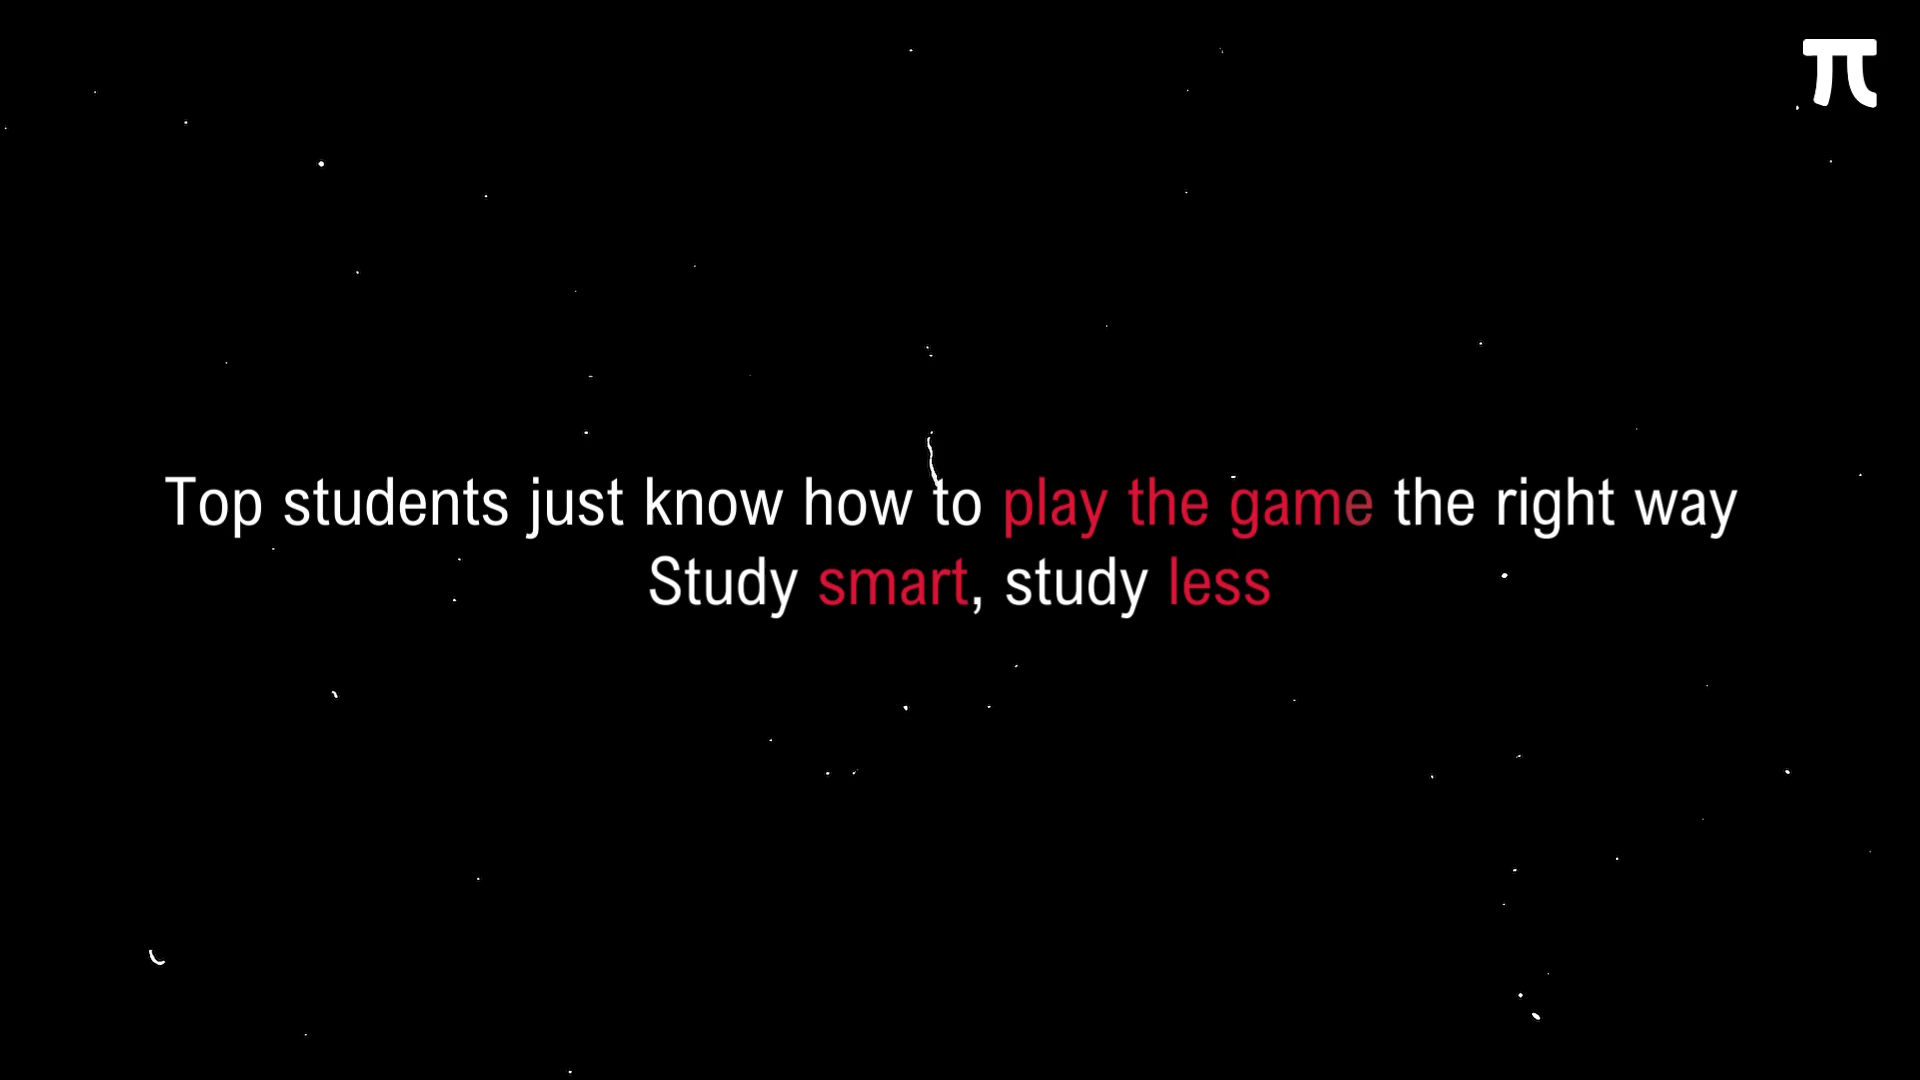 π
Top students just know how to play the game the right way
Study smart, study less